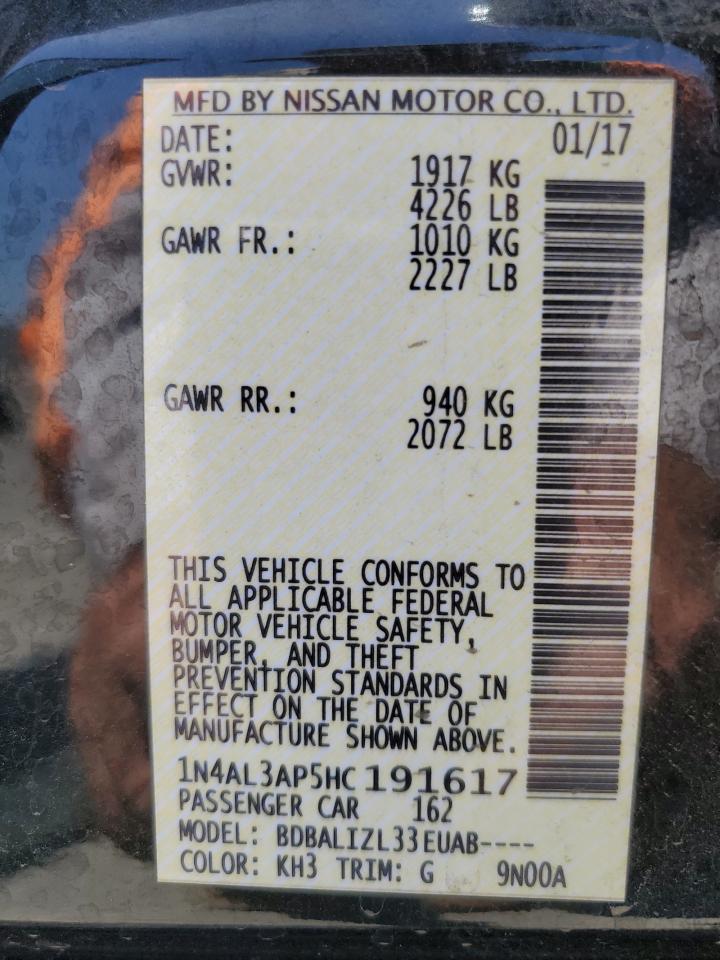 MFD BY NISSAN MOTOR CO., LTD.
DATE: 01/17
GVWR: 1917 KG
4226 LB
GAWR FR.: 1010 KG
2227 LB
GAWR RR.: 940 KG
2072 LB
THIS VEHICLE CONFORMS TO
ALL APPLICABLE FEDERAL
MOTOR VEHICLE SAFETY,
BUMPER, AND THEFT
PREVENTION STANDARDS IN
EFFECT ON THE DATE OF
MANUFACTURE SHOWN ABOVE.
1N4AL3AP5HC191617
PASSENGER CAR 162
MODEL: BDBALIZL33EUAB----
COLOR: KH3 TRIM: G 9N00A